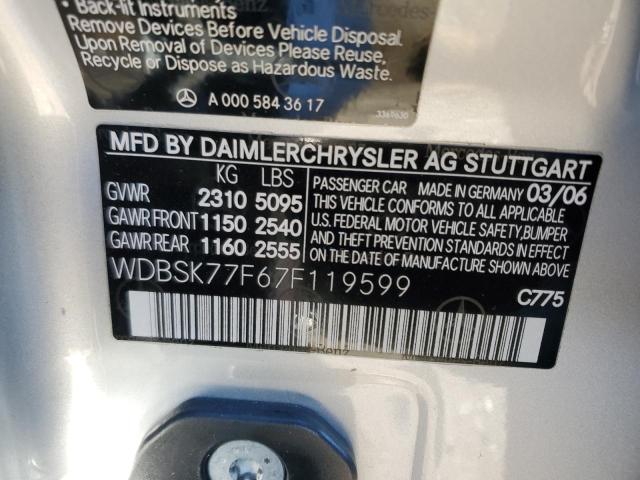 • Back-lit Instruments
Remove Devices Before Vehicle Disposal.
Upon Removal of Devices Please Reuse,
Recycle or Dispose as Hazardous Waste.
A 000 584 36 17
MFD BY DAIMLERCHRYSLER AG STUTTGART
KG LBS
GVWR 2310 5095
GAWR FRONT 1150 2540
GAWR REAR 1160 2555
PASSENGER CAR MADE IN GERMANY 03/06
THIS VEHICLE CONFORMS TO ALL APPLICABLE
U.S. FEDERAL MOTOR VEHICLE SAFETY, BUMPER,
AND THEFT PREVENTION STANDARDS IN EFFECT
ON THE DATE OF MANUFACTURE SHOWN ABOVE.
WDBSK77F67F119599
C775